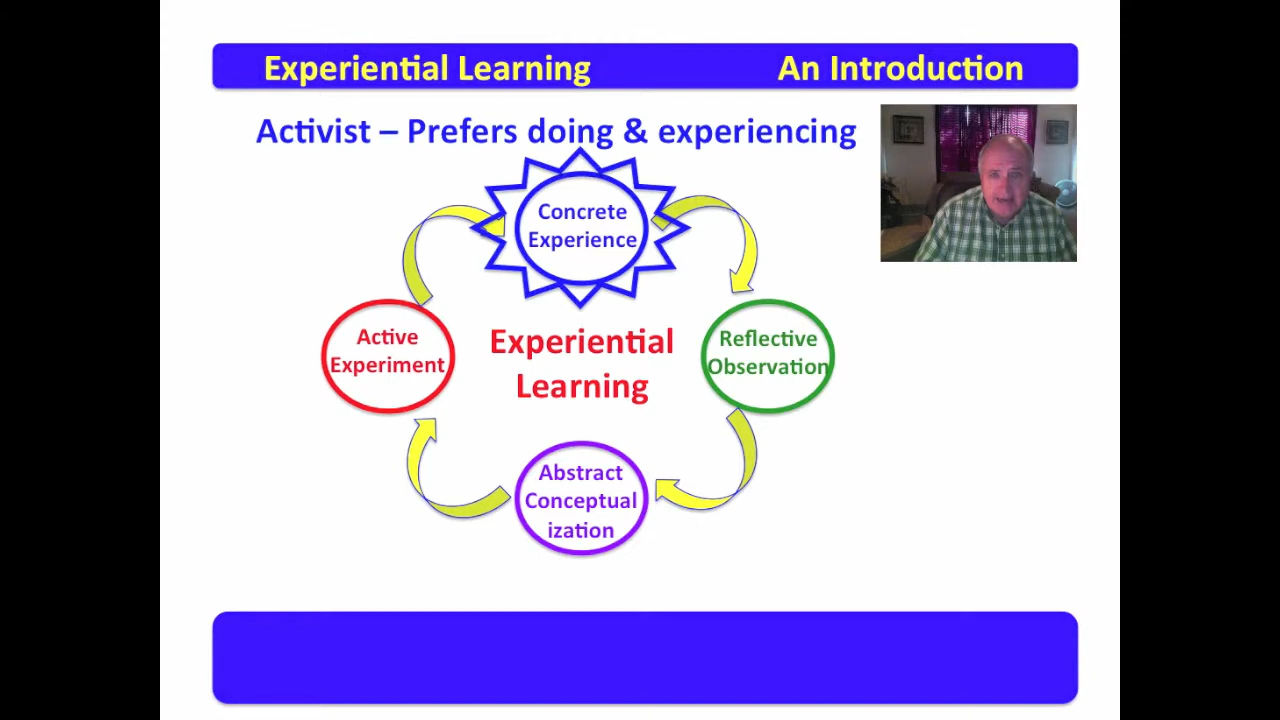 Experiential Learning An Introduction
Activist – Prefers doing & experiencing
Concrete
Experience
Active
Experiment
Experiential
Learning
Reflective
Observation
Abstract
Conceptual
ization